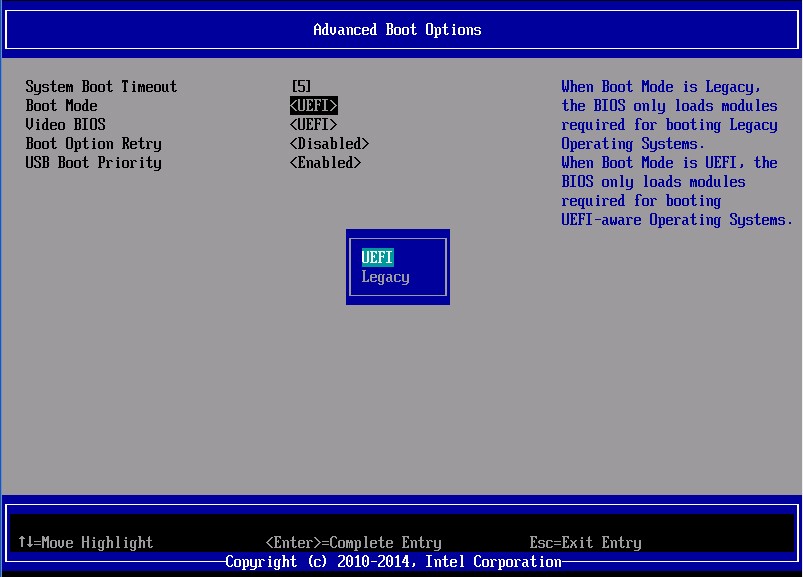 Advanced Boot Options
System Boot Timeout [5]
Boot Mode <UEFI>
Video BIOS <UEFI>
Boot Option Retry <Disabled>
USB Boot Priority <Enabled>
When Boot Mode is Legacy,
the BIOS only loads modules
required for booting Legacy
Operating Systems.
When Boot Mode is UEFI, the
BIOS only loads modules
required for booting
UEFI-aware Operating Systems.
UEFI
Legacy
↑↓=Move Highlight <Enter>=Complete Entry Esc=Exit Entry
Copyright (c) 2010-2014, Intel Corporation